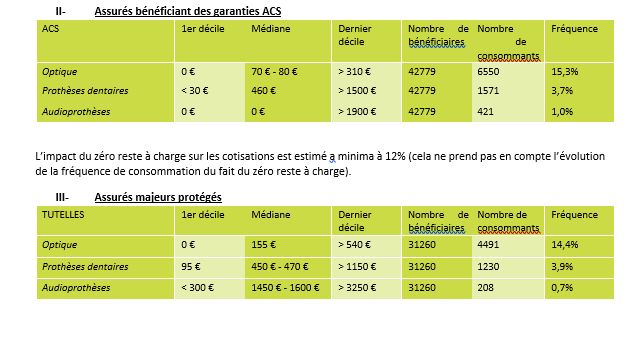 II- Assurés bénéficiant des garanties ACS
ACS 1er décile Médiane Dernier décile Nombre de bénéficiaires Nombre de consommants Fréquence
Optique 0 € 70 € - 80 € > 310 € 42779 6550 15,3%
Prothèses dentaires < 30 € 460 € > 1500 € 42779 1571 3,7%
Audioprothèses 0 € 0 € > 1900 € 42779 421 1,0%
L'impact du zéro reste à charge sur les cotisations est estimé a minima à 12% (cela ne prend pas en compte l'évolution
de la fréquence de consommation du fait du zéro reste à charge).
III- Assurés majeurs protégés
TUTELLES 1er décile Médiane Dernier décile Nombre de bénéficiaires Nombre de consommants Fréquence
Optique 0 € 155 € > 540 € 31260 4491 14,4%
Prothèses dentaires 95 € 450 € - 470 € > 1150 € 31260 1230 3,9%
Audioprothèses < 300 € 1450 € - 1600 € > 3250 € 31260 208 0,7%